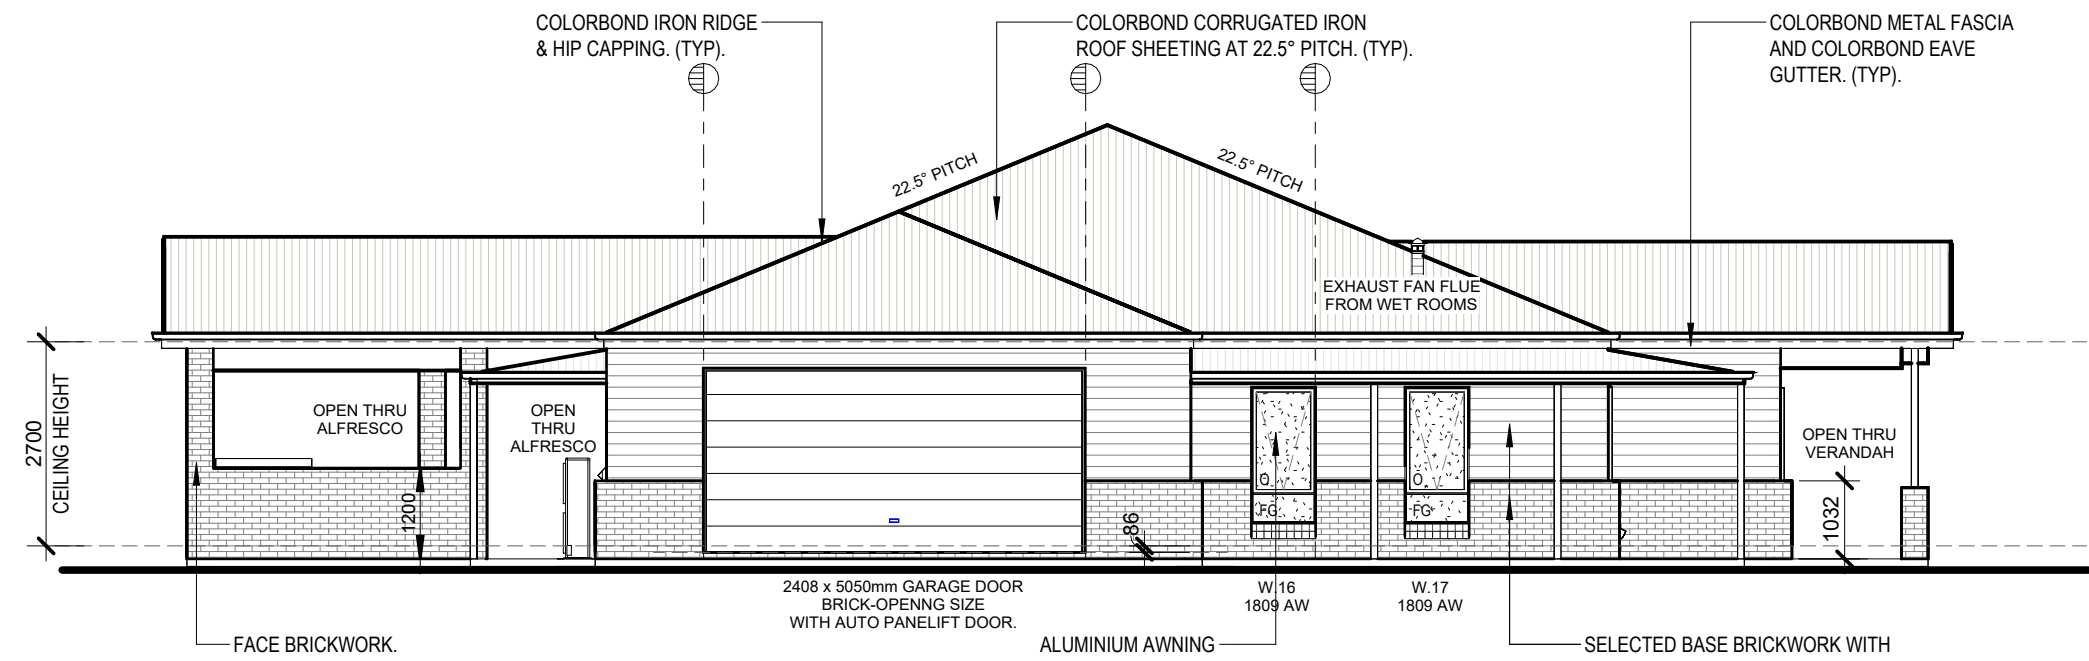 COLORBOND IRON RIDGE
& HIP CAPPING. (TYP).
COLORBOND CORRUGATED IRON
ROOF SHEETING AT 22.5° PITCH. (TYP).
COLORBOND METAL FASCIA
AND COLORBOND EAVE
GUTTER. (TYP).
22.5° PITCH
22.5° PITCH
EXHAUST FAN FLUE
FROM WET ROOMS
2700
CEILING HEIGHT
OPEN THRU
ALFRESCO
OPEN
THRU
ALFRESCO
OPEN THRU
VERANDAH
1200
O
FG
O
FG
86
1032
2408 x 5050mm GARAGE DOOR
BRICK-OPENNG SIZE
WITH AUTO PANELIFT DOOR.
W.16
1809 AW
W.17
1809 AW
FACE BRICKWORK.
ALUMINIUM AWNING
SELECTED BASE BRICKWORK WITH